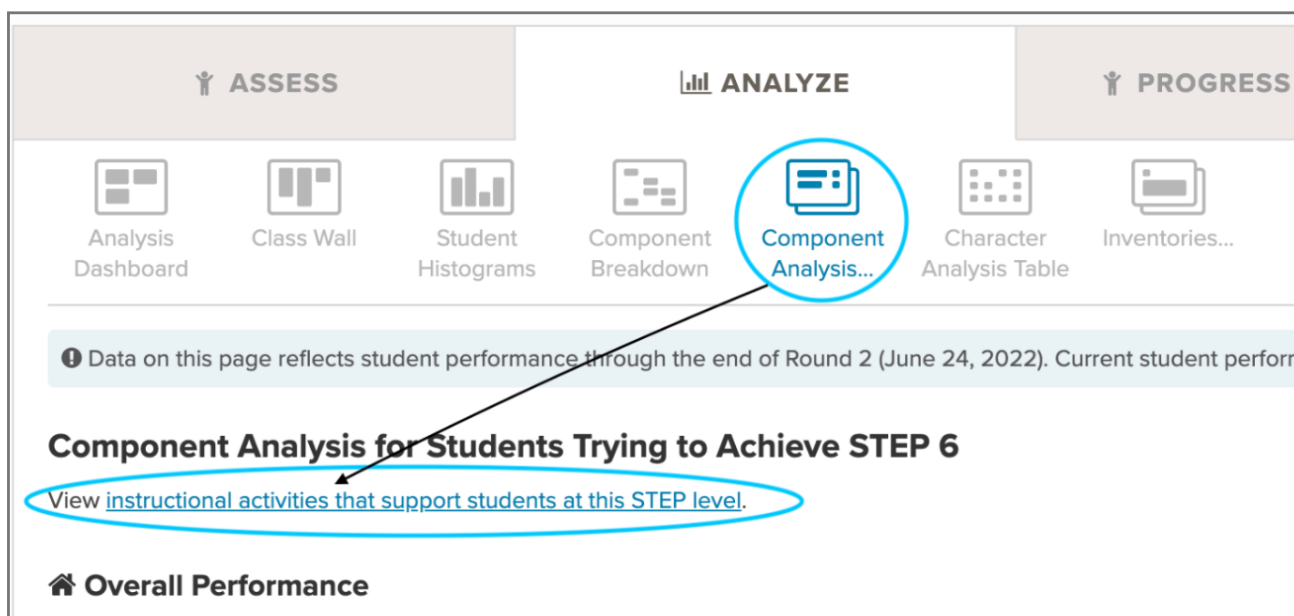 ASSESS
ANALYZE
PROGRESS
Analysis
Dashboard
Class Wall
Student
Histograms
Component
Breakdown
Component
Analysis...
Character
Analysis Table
Inventories...
Data on this page reflects student performance through the end of Round 2 (June 24, 2022). Current student perfor
Component Analysis for Students Trying to Achieve STEP 6
View instructional activities that support students at this STEP level.
Overall Performance